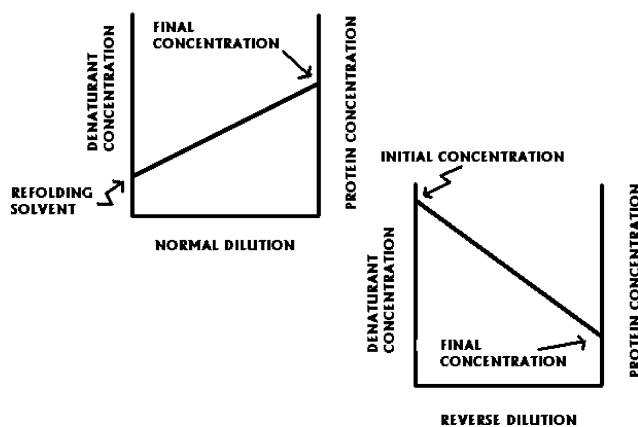 FINAL
CONCENTRATION
DENATURANT
CONCENTRATION
PROTEIN CONCENTRATION
REFOLDING
SOLVENT
NORMAL DILUTION
INITIAL CONCENTRATION
DENATURANT
CONCENTRATION
PROTEIN CONCENTRATION
FINAL
CONCENTRATION
REVERSE DILUTION